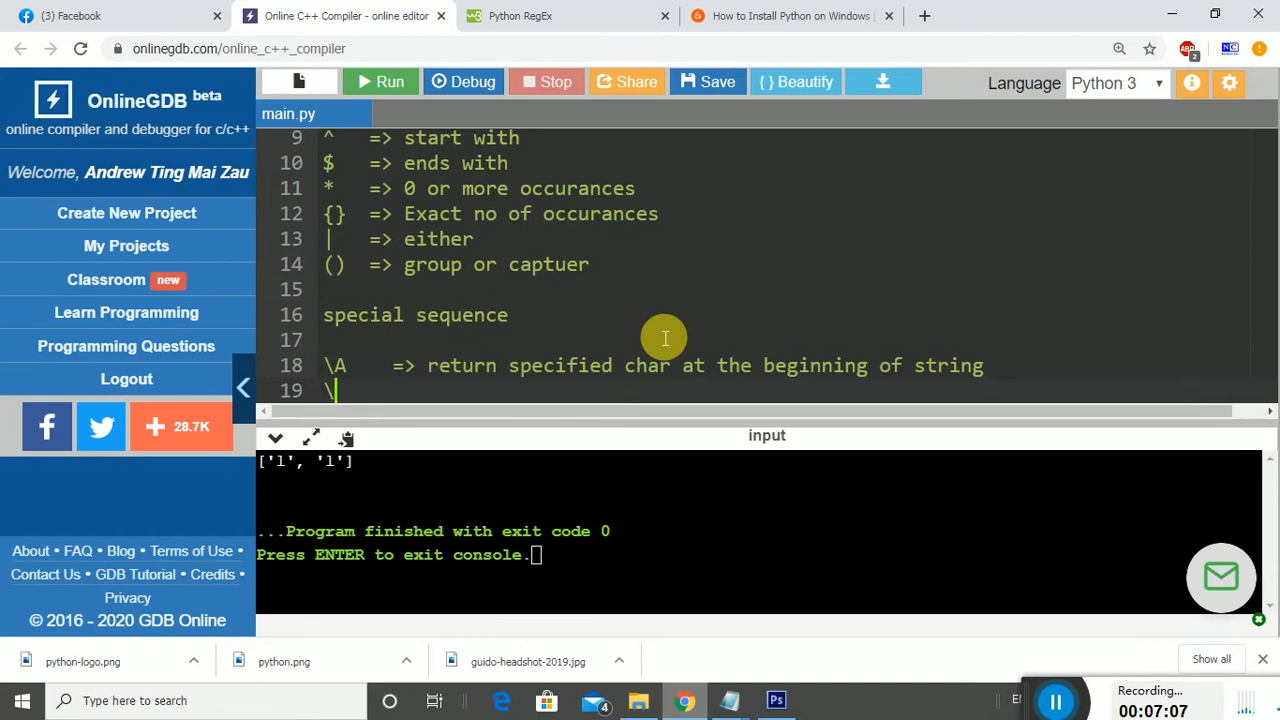 (3) Facebook
Online C++ Compiler - online editor
Python RegEx
How to Install Python on Windows
onlinegdb.com/online_c++_compiler
ABP
2
NC
OnlineGDB beta
online compiler and debugger for c/c++
Welcome, Andrew Ting Mai Zau
Create New Project
My Projects
Classroom new
Learn Programming
Programming Questions
Logout
28.7K
About • FAQ • Blog • Terms of Use •
Contact Us • GDB Tutorial • Credits •
Privacy
© 2016 - 2020 GDB Online
Run
Debug
Stop
Share
Save
{ } Beautify
Language Python 3
main.py
9 ^ => start with
10 $ => ends with
11 * => 0 or more occurances
12 {} => Exact no of occurances
13 | => either
14 () => group or captuer
15
16 special sequence
17
18 \A => return specified char at the beginning of string
19 \
input
['l', 'l']
...Program finished with exit code 0
Press ENTER to exit console.
python-logo.png
python.png
guido-headshot-2019.jpg
Show all
Type here to search
4
Ps
Recording...
00:07:07